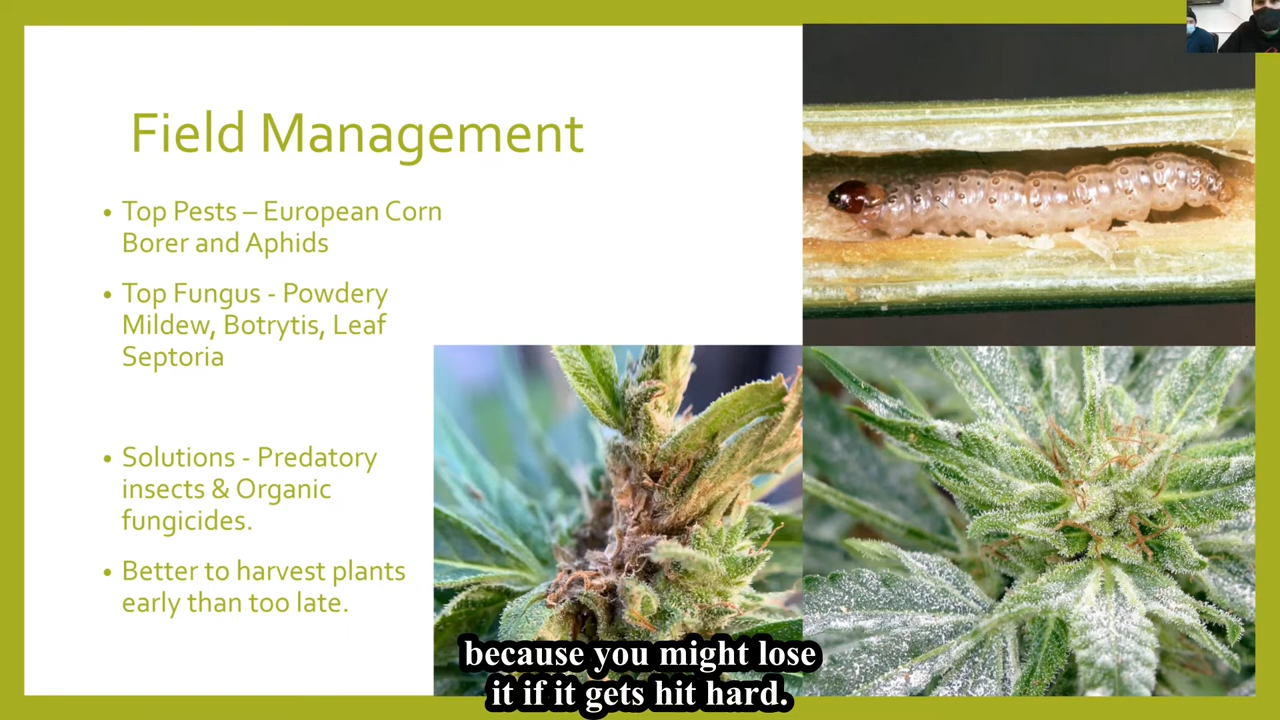 Field Management
• Top Pests – European Corn
Borer and Aphids
• Top Fungus - Powdery
Mildew, Botrytis, Leaf
Septoria
• Solutions - Predatory
insects & Organic
fungicides.
• Better to harvest plants
early than too late.
because you might lose
it if it gets hit hard.